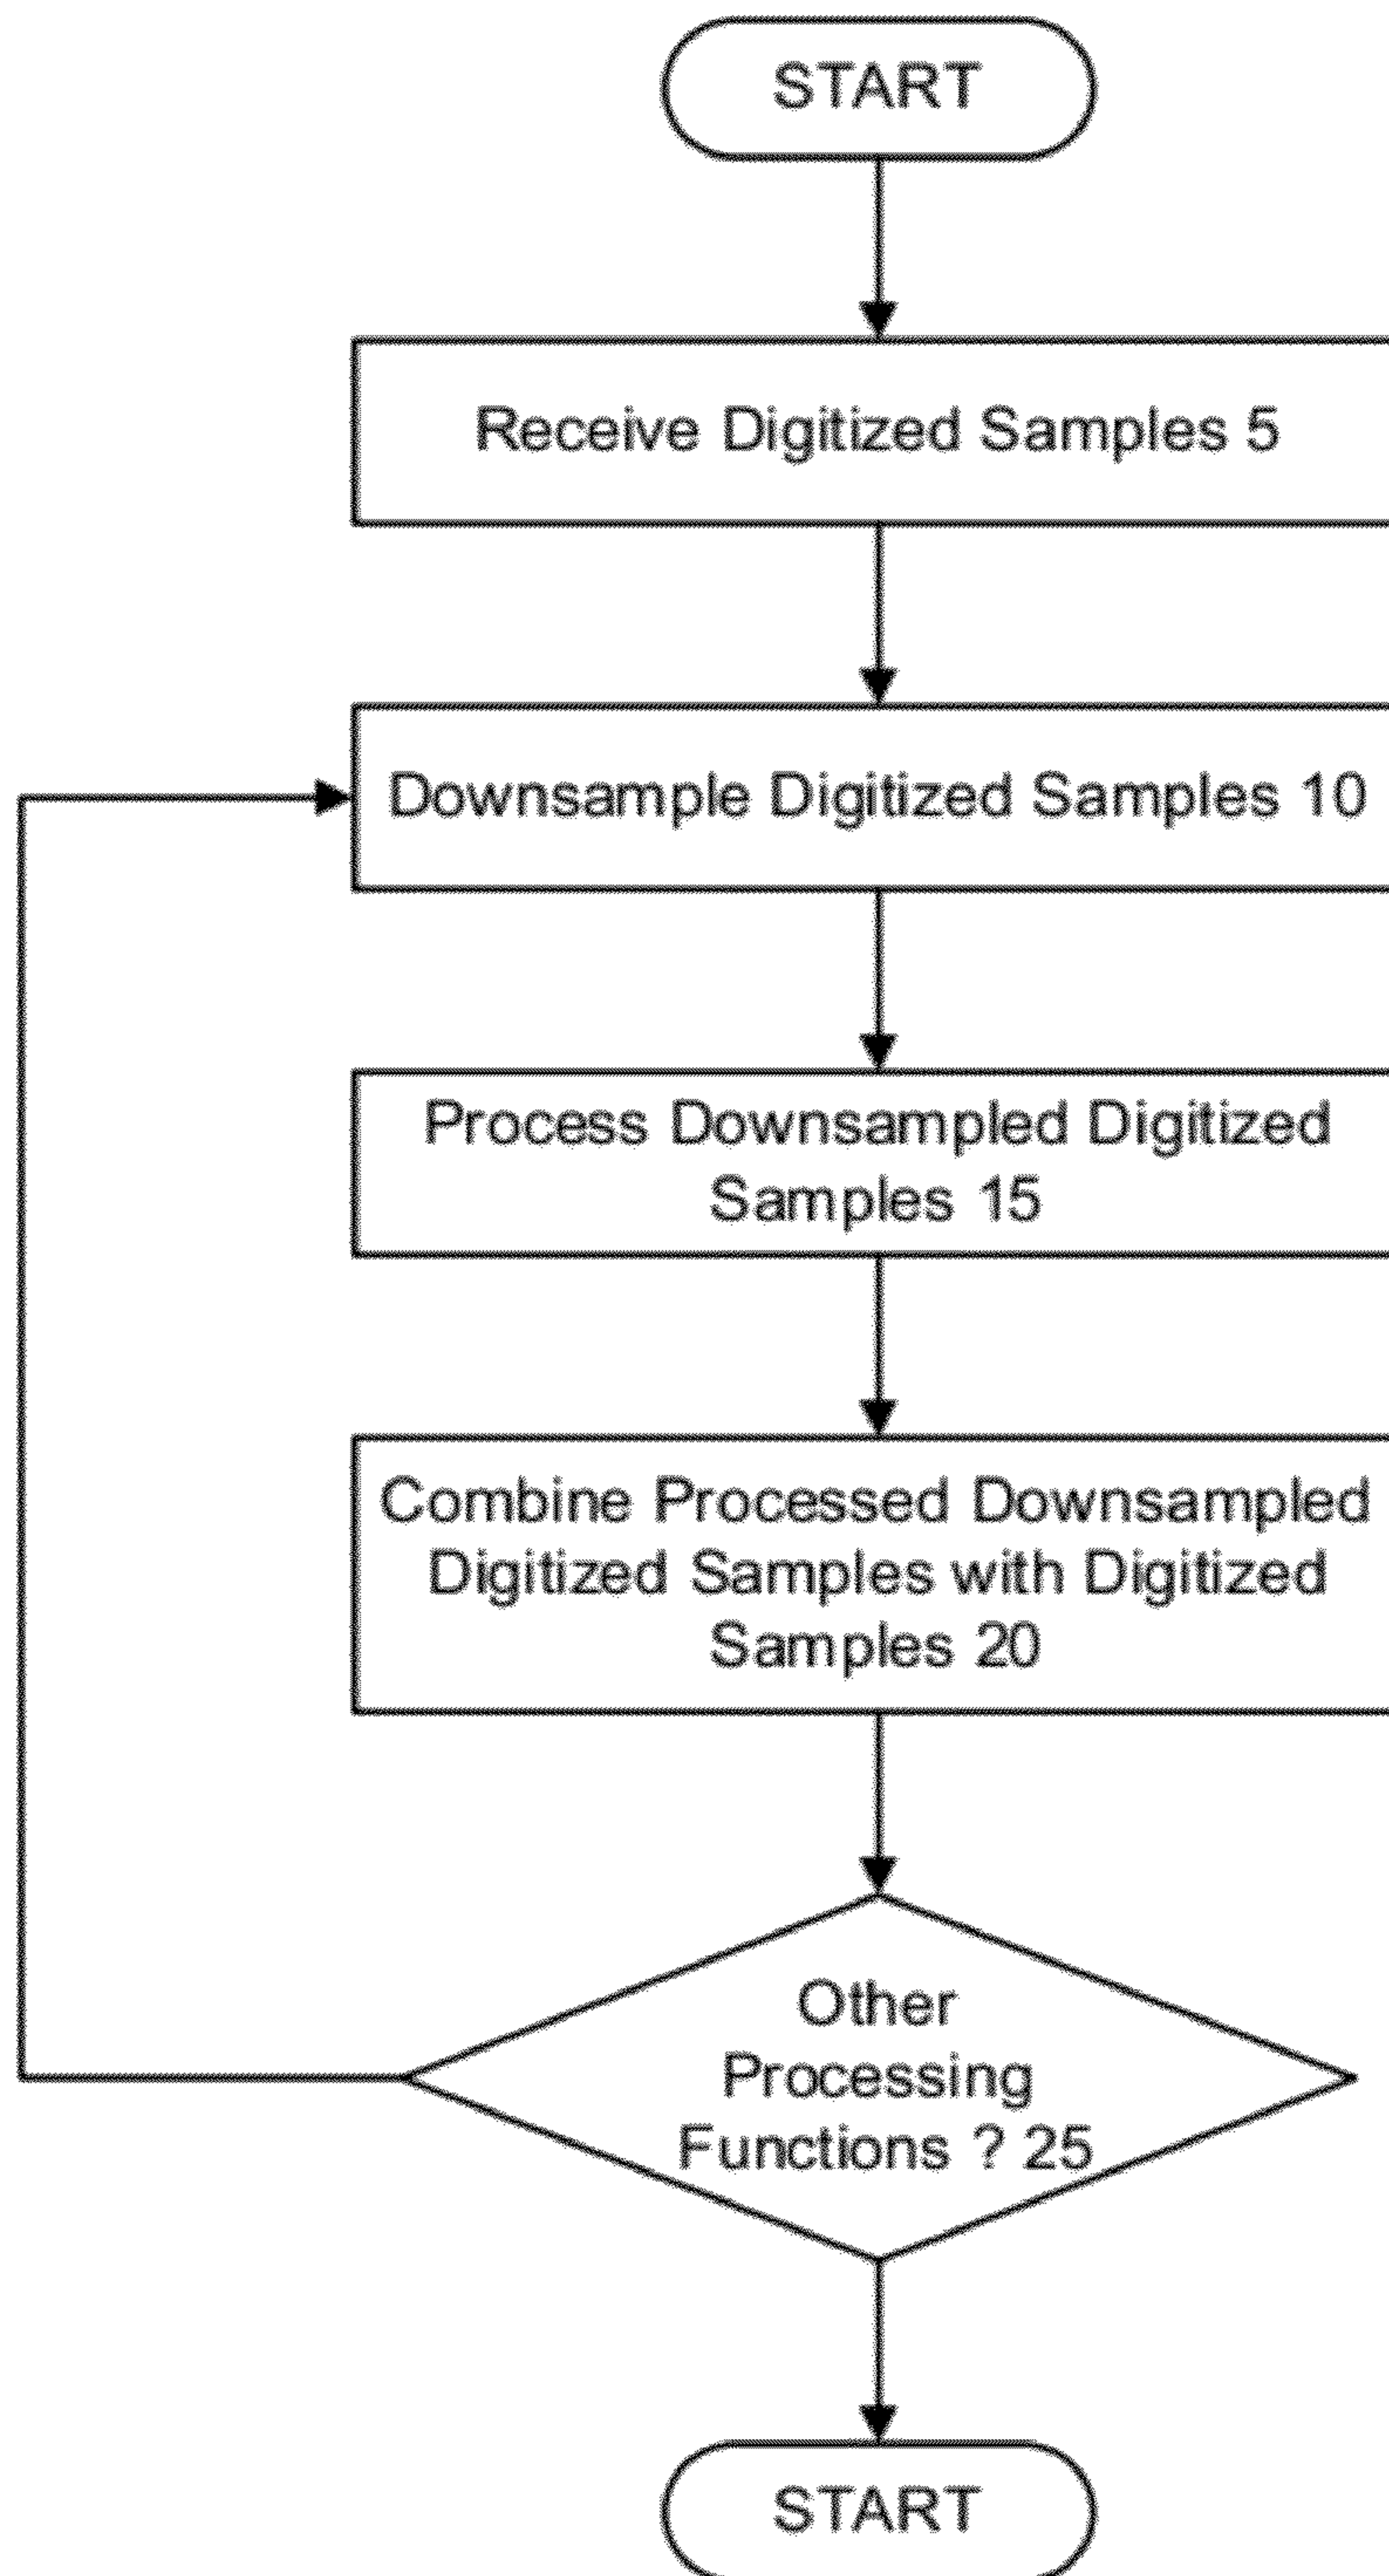 START
Receive Digitized Samples 5
Downsample Digitized Samples 10
Process Downsampled Digitized
Samples 15
Combine Processed Downsampled
Digitized Samples with Digitized
Samples 20
Other
Processing
Functions ? 25
START